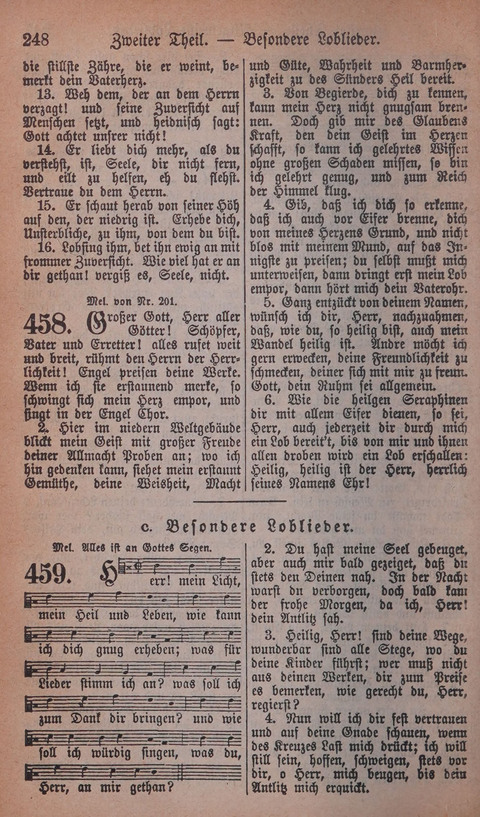 248 Zweiter Theil. — Besondere Loblieder.
die stillste Zähre, die er weint, be-
merkt dein Vaterherz.
13. Weh dem, der an dem Herrn
verzagt! und seine Zuversicht auf
Menschen setzt, und heidnisch sagt:
Gott achtet unsrer nicht!
14. Er liebt dich mehr, als du
verstehst, ist, Seele, dir nicht fern,
und eilt zu helfen, eh du flehst.
Vertraue du dem Herrn.
15. Er schaut herab von seiner Höh
auf den, der niedrig ist. Erhebe dich,
Unsterbliche, zu ihm, von dem du bist.
16. Lobsing ihm, bet ihn ewig an mit
frommer Zuversicht. Wie viel hat er an
dir gethan! vergiß es, Seele, nicht.
Mel. von Nr. 201.
458. Großer Gott, Herr aller
Götter! Schöpfer,
Vater und Erretter! alles rufet weit
und breit, rühmt den Herrn der Herr-
lichkeit! Engel preisen deine Werke.
Wenn ich sie erstaunend merke, so
schwingt sich mein Herz empor, und
singt in der Engel Chor.
2. Hier im niedern Weltgebäude
blickt mein Geist mit großer Freude
deiner Allmacht Proben an; wo ich
hin gedenken kann, siehet mein erstaunt
Gemüthe, deine Weisheit, Macht
und Güte, Wahrheit und Barmher-
zigkeit zu des Sünders Heil bereit.
3. Von Begierde, dich zu kennen,
kann mein Herz nicht gnugsam bren-
nen. Doch gib mir des Glaubens
Kraft, den dein Geist im Herzen
schafft, so kann ich gelehrtes Wissen
ohne großen Schaden missen, so bin
ich gelehrt genug, und zum Reich
der Himmel klug.
4. Gib, daß ich dich so erkenne,
daß ich auch vor Eifer brenne, dich
von meines Herzens Grund, und nicht
blos mit meinem Mund, auf das In-
nigste zu preisen; du selbst mußt mich
unterweisen, dann dringt erst mein Lob
empor, dann hört mich dein Vaterohr.
5. Ganz entzückt von deinem Namen,
wünsch ich dir, Herr, nachzuahmen,
daß, wie du, so heilig bist, auch mein
Wandel heilig ist. Andre möcht ich
gern erwecken, deine Freundlichkeit zu
schmecken, deiner sich mit mir zu freun.
Gott, dein Ruhm sei allgemein.
6. Wie die heilgen Seraphinen
dir mit allem Eifer dienen, so sei,
Herr, auch jederzeit dir durch mich
ein Lob bereit't, bis von mir und ihnen
allen droben wird ein Lob erschallen:
Heilig, heilig ist der Herr, herrlich
seines Namens Ehr!
c. Besondere Loblieder.
Mel. Alles ist an Gottes Segen.
459. Herr! mein Licht,
mein Heil und Leben, wie kann
ich dich gnug erheben; was für
Lieder stimm ich an? was soll ich
zum Dank dir bringen? und wie
soll ich würdig singen, was du,
Herr, an mir gethan?
2. Du hast meine Seel gebeuget,
aber auch mir bald gezeiget, daß du
stets den Deinen nah. In der Nacht
warst du verborgen, doch bald kam
der frohe Morgen, da ich, Herr!
dein Antlitz sah.
3. Heilig, Herr! sind deine Wege,
wunderbar sind alle Stege, wo du
deine Kinder führst; wer muß nicht
aus deinen Werken, dir zum Preise
es bemerken, wie gerecht du, Herr,
regierst?
4. Nun will ich dir fest vertrauen
und auf deine Gnade schauen, wenn
des Kreuzes Last mich drückt; ich will
still sein, hoffen, schweigen, stets vor
dir, o Herr, mich beugen, bis dein
Antlitz mich erquickt.